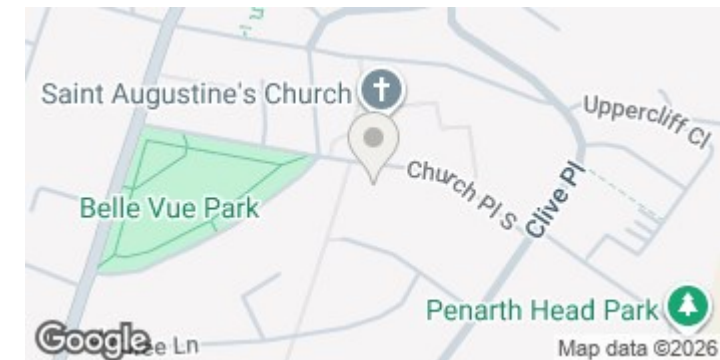 Saint Augustine's Church
Uppercliff Cl
Church Pl S
Clive Pl
Belle Vue Park
Penarth Head Park
Google
Ln
Map data ©2026